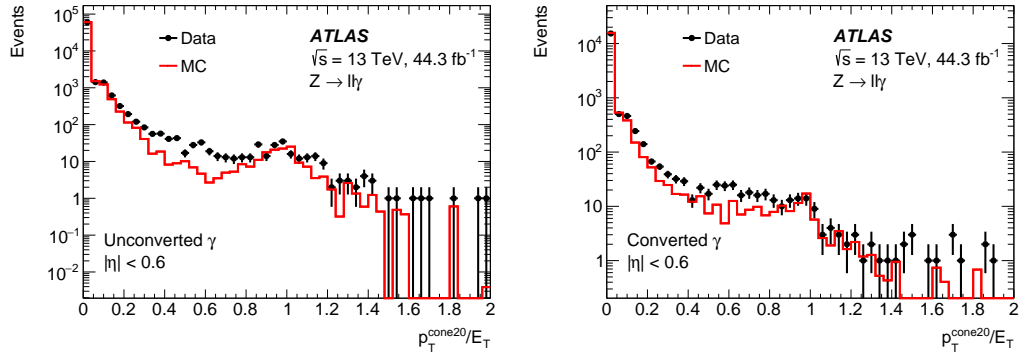 Events
10^5
10^4
10^3
10^2
10
1
10^−1
10^−2
Data
MC
ATLAS
√s = 13 TeV, 44.3 fb^-1
Z → llγ
Unconverted γ
|η| < 0.6
0 0.2 0.4 0.6 0.8 1 1.2 1.4 1.6 1.8 2
p_T^cone20/E_T
Events
10^4
10^3
10^2
10
1
Data
MC
ATLAS
√s = 13 TeV, 44.3 fb^-1
Z → llγ
Converted γ
|η| < 0.6
0 0.2 0.4 0.6 0.8 1 1.2 1.4 1.6 1.8 2
p_T^cone20/E_T